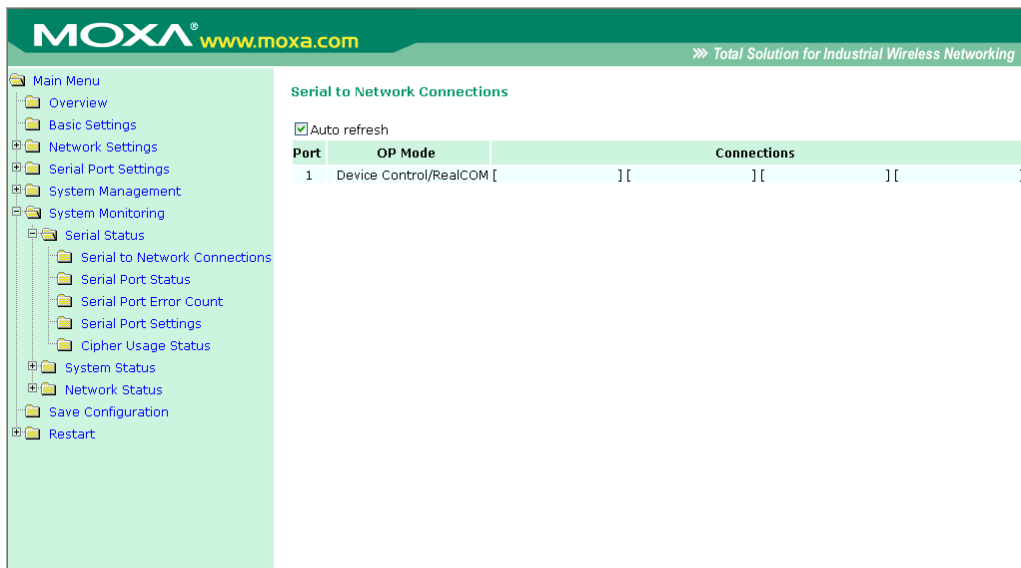 MOXA® www.moxa.com
Total Solution for Industrial Wireless Networking
Main Menu
Overview
Basic Settings
Network Settings
Serial Port Settings
System Management
System Monitoring
Serial Status
Serial to Network Connections
Serial Port Status
Serial Port Error Count
Serial Port Settings
Cipher Usage Status
System Status
Network Status
Save Configuration
Restart
Serial to Network Connections
Auto refresh
Port OP Mode Connections
1 Device Control/RealCOM [ ] [ ] [ ] [ ]